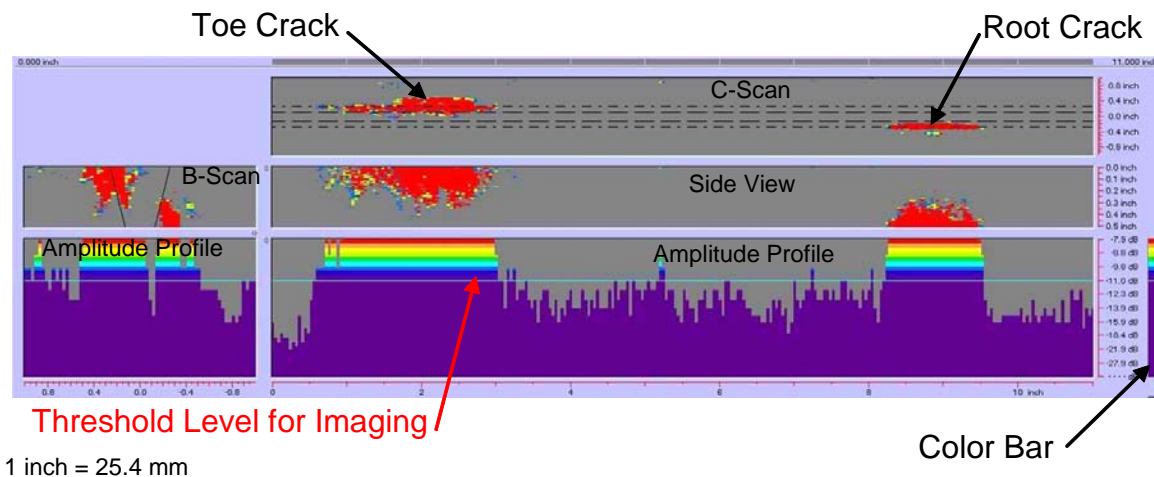 Toe Crack
Root Crack
0.000 inch
11.000 inch
C-Scan
0.8 inch
0.4 inch
0.0 inch
-0.4 inch
-0.8 inch
B-Scan
Side View
0.0 inch
0.1 inch
0.2 inch
0.3 inch
0.4 inch
0.5 inch
Amplitude Profile
Amplitude Profile
-7.9 dB
-8.8 dB
-9.8 dB
-11.0 dB
-12.3 dB
-13.9 dB
-15.9 dB
-18.4 dB
-21.9 dB
-27.9 dB
0.8 0.4 0.0 -0.4 -0.8
0 2 4 6 8 10 inch
Threshold Level for Imaging
Color Bar
1 inch = 25.4 mm